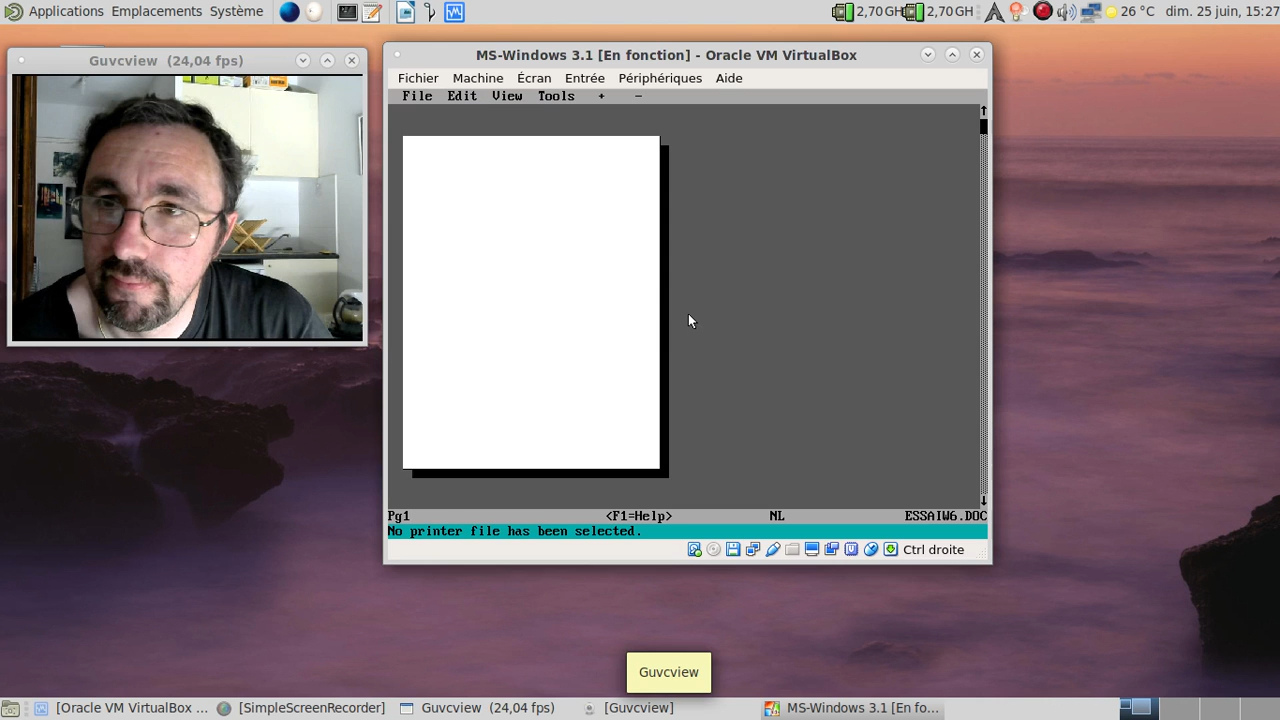 Applications Emplacements Système 2,70 GH 2,70 GH 26 °C dim. 25 juin, 15:27
Guvcview (24,04 fps)
MS-Windows 3.1 [En fonction] - Oracle VM VirtualBox
Fichier Machine Écran Entrée Périphériques Aide
File Edit View Tools + -
Pg1 <F1=Help> NL ESSAIW6.DOC
No printer file has been selected.
Ctrl droite
Guvcview
[Oracle VM VirtualBox ... [SimpleScreenRecorder] Guvcview (24,04 fps) [Guvcview] MS-Windows 3.1 [En fo...